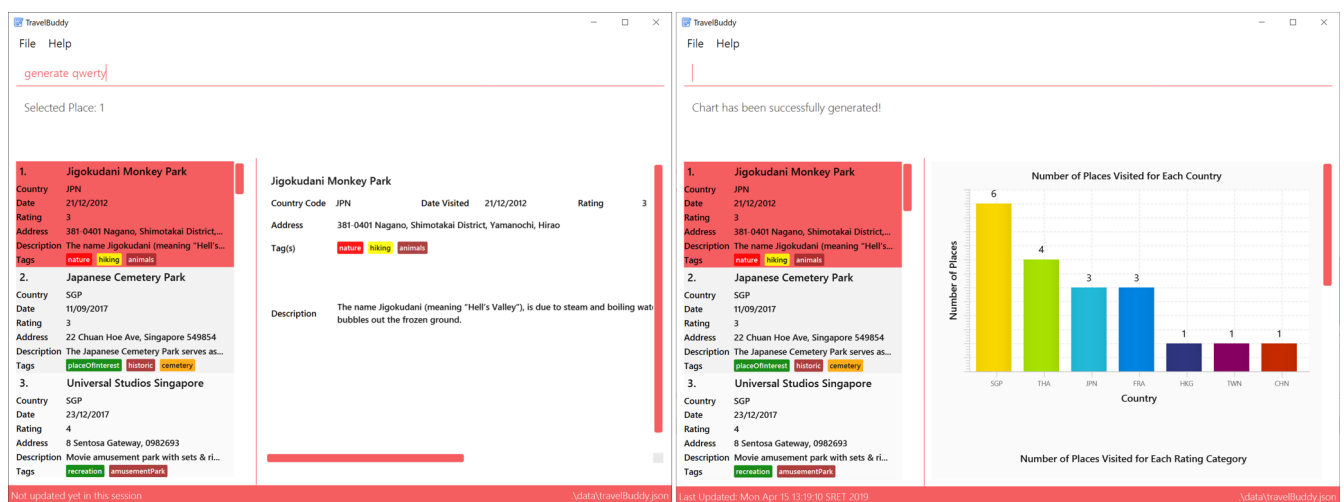 TravelBuddy
File Help
generate qwerty
Selected Place: 1
1. Jigokudani Monkey Park
Country JPN
Date 21/12/2012
Rating 3
Address 381-0401 Nagano, Shimotakai District,...
Description The name Jigokudani (meaning “Hell's...
Tags nature hiking animals
2. Japanese Cemetery Park
Country SGP
Date 11/09/2017
Rating 3
Address 22 Chuan Hoe Ave, Singapore 549854
Description The Japanese Cemetery Park serves as...
Tags placeOfInterest historic cemetery
3. Universal Studios Singapore
Country SGP
Date 23/12/2017
Rating 4
Address 8 Sentosa Gateway, 0982693
Description Movie amusement park with sets & ri...
Tags recreation amusementPark
Jigokudani Monkey Park
Country Code JPN Date Visited 21/12/2012 Rating 3
Address 381-0401 Nagano, Shimotakai District, Yamanochi, Hirao
Tag(s) nature hiking animals
Description The name Jigokudani (meaning “Hell's Valley”), is due to steam and boiling wat
bubbles out the frozen ground.
Not updated yet in this session .\data\travelBuddy.json
TravelBuddy
File Help
Chart has been successfully generated!
1. Jigokudani Monkey Park
Country JPN
Date 21/12/2012
Rating 3
Address 381-0401 Nagano, Shimotakai District,...
Description The name Jigokudani (meaning “Hell's...
Tags nature hiking animals
2. Japanese Cemetery Park
Country SGP
Date 11/09/2017
Rating 3
Address 22 Chuan Hoe Ave, Singapore 549854
Description The Japanese Cemetery Park serves as...
Tags placeOfInterest historic cemetery
3. Universal Studios Singapore
Country SGP
Date 23/12/2017
Rating 4
Address 8 Sentosa Gateway, 0982693
Description Movie amusement park with sets & ri...
Tags recreation amusementPark
Number of Places Visited for Each Country
Number of Places
6 4 3 3 1 1 1
SGP THA JPN FRA HKG TWN CHN
Country
Number of Places Visited for Each Rating Category
Last Updated: Mon Apr 15 13:19:10 SRET 2019 .\data\travelBuddy.json